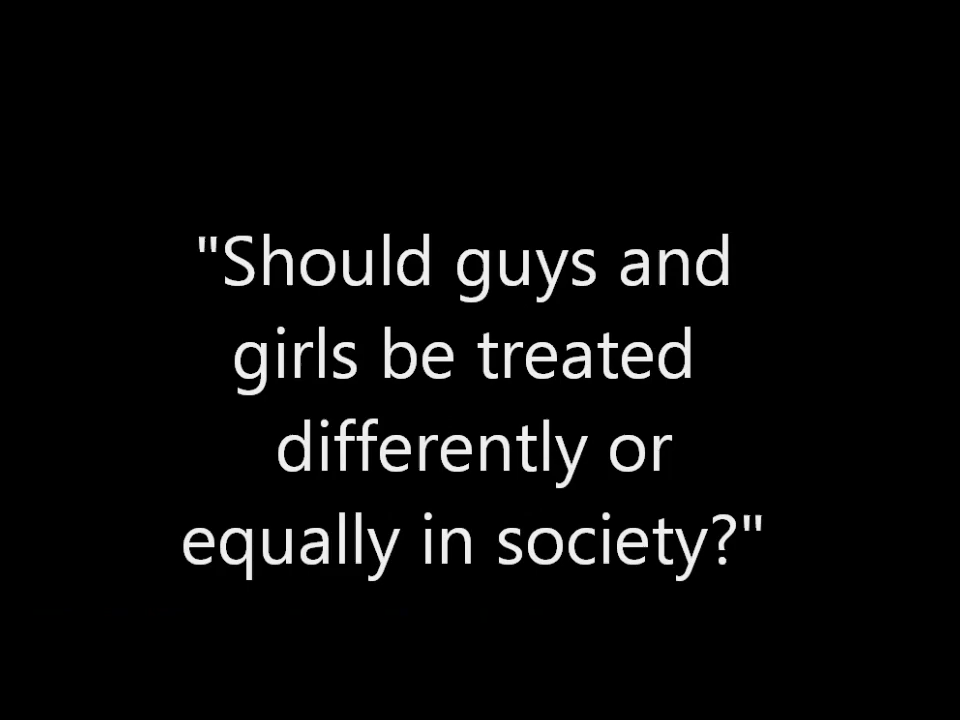 "Should guys and
girls be treated
differently or
equally in society?"